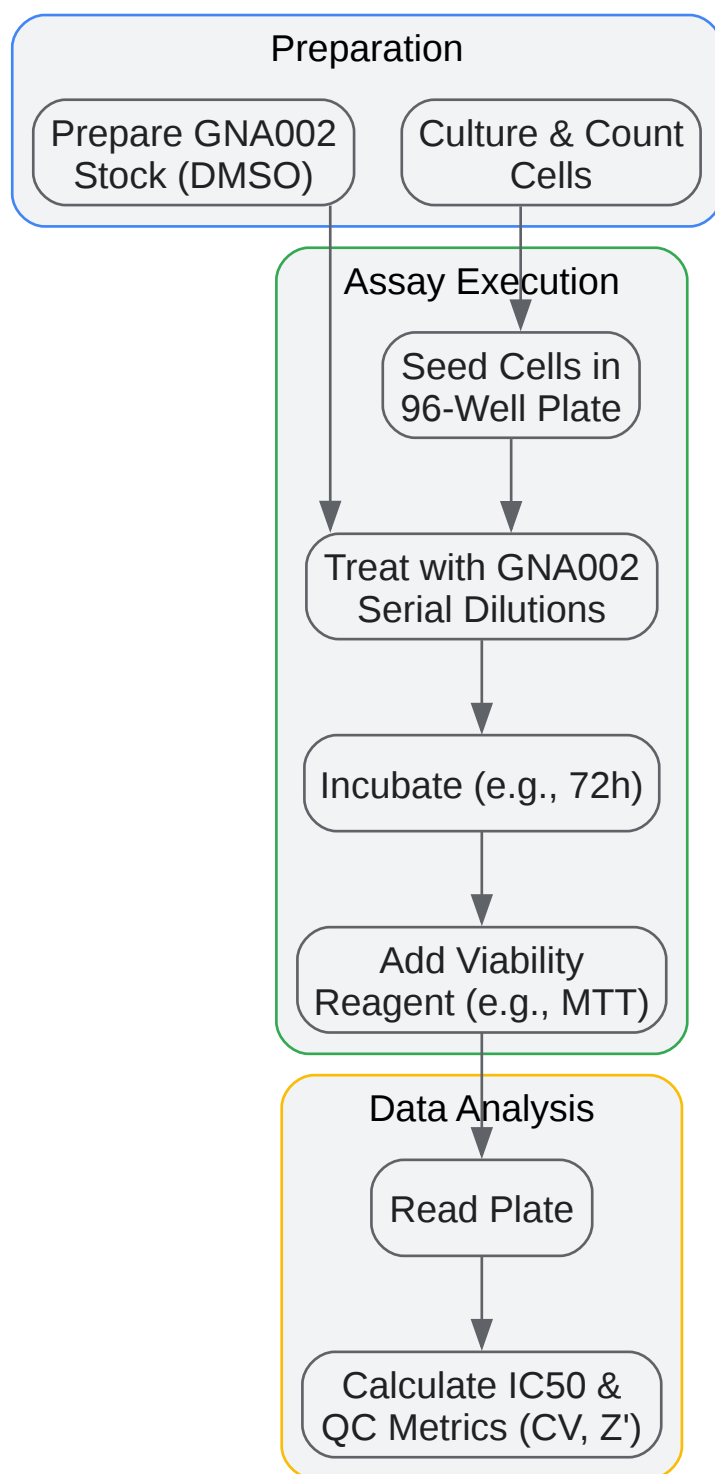 Preparation
Prepare GNA002
Stock (DMSO)
Culture & Count
Cells
Assay Execution
Seed Cells in
96-Well Plate
Treat with GNA002
Serial Dilutions
Incubate (e.g., 72h)
Add Viability
Reagent (e.g., MTT)
Data Analysis
Read Plate
Calculate IC50 &
QC Metrics (CV, Z')